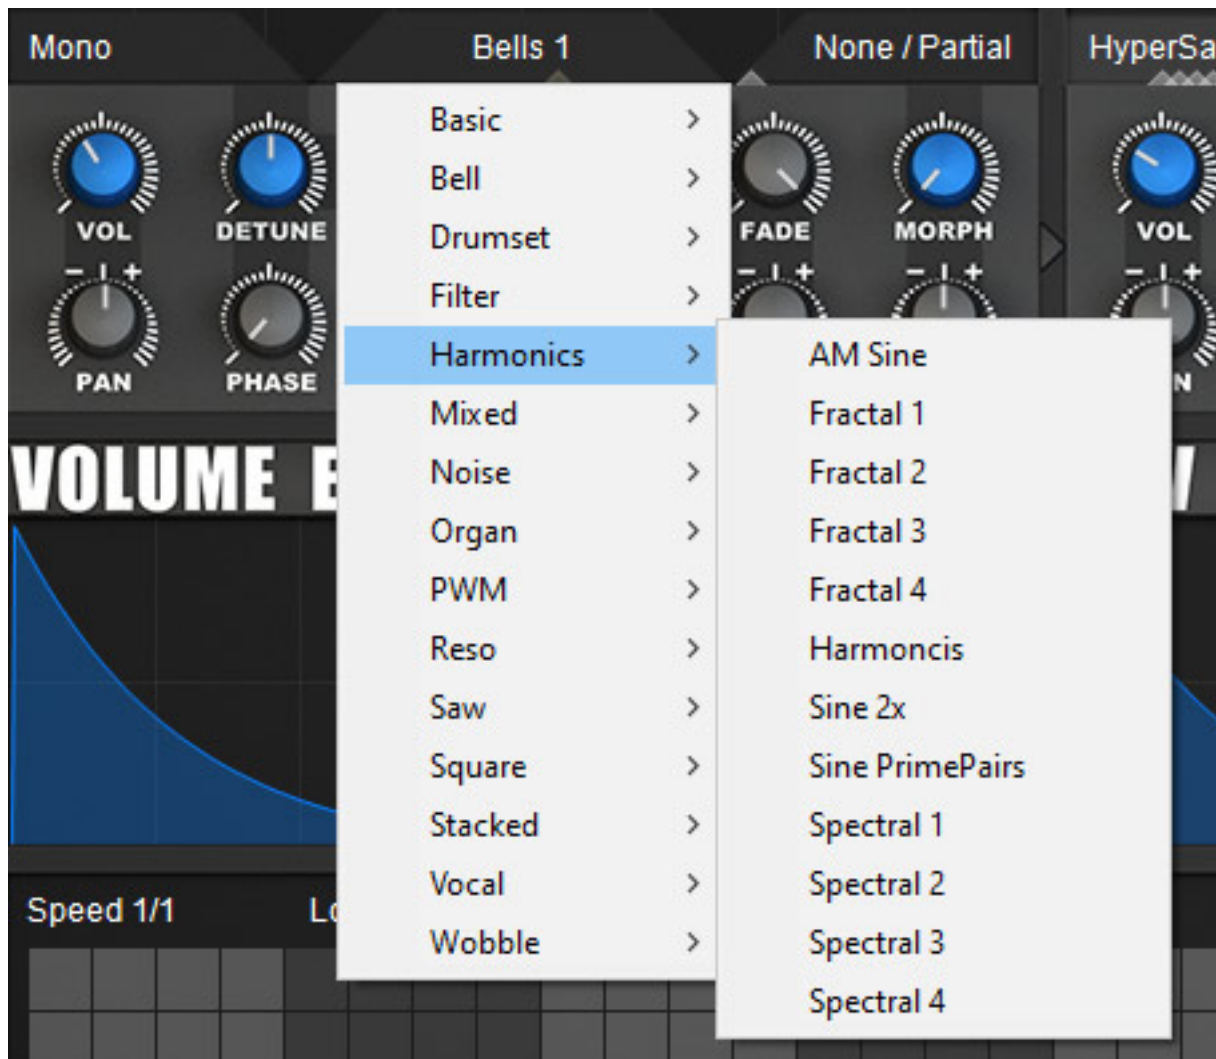 Mono
Bells 1
None / Partial
HyperSa
VOL
DETUNE
FADE
MORPH
VOL
PAN
PHASE
N
VOLUME E
Basic
Bell
Drumset
Filter
Harmonics
Mixed
Noise
Organ
PWM
Reso
Saw
Square
Stacked
Vocal
Wobble
AM Sine
Fractal 1
Fractal 2
Fractal 3
Fractal 4
Harmoncis
Sine 2x
Sine PrimePairs
Spectral 1
Spectral 2
Spectral 3
Spectral 4
Speed 1/1
Lo